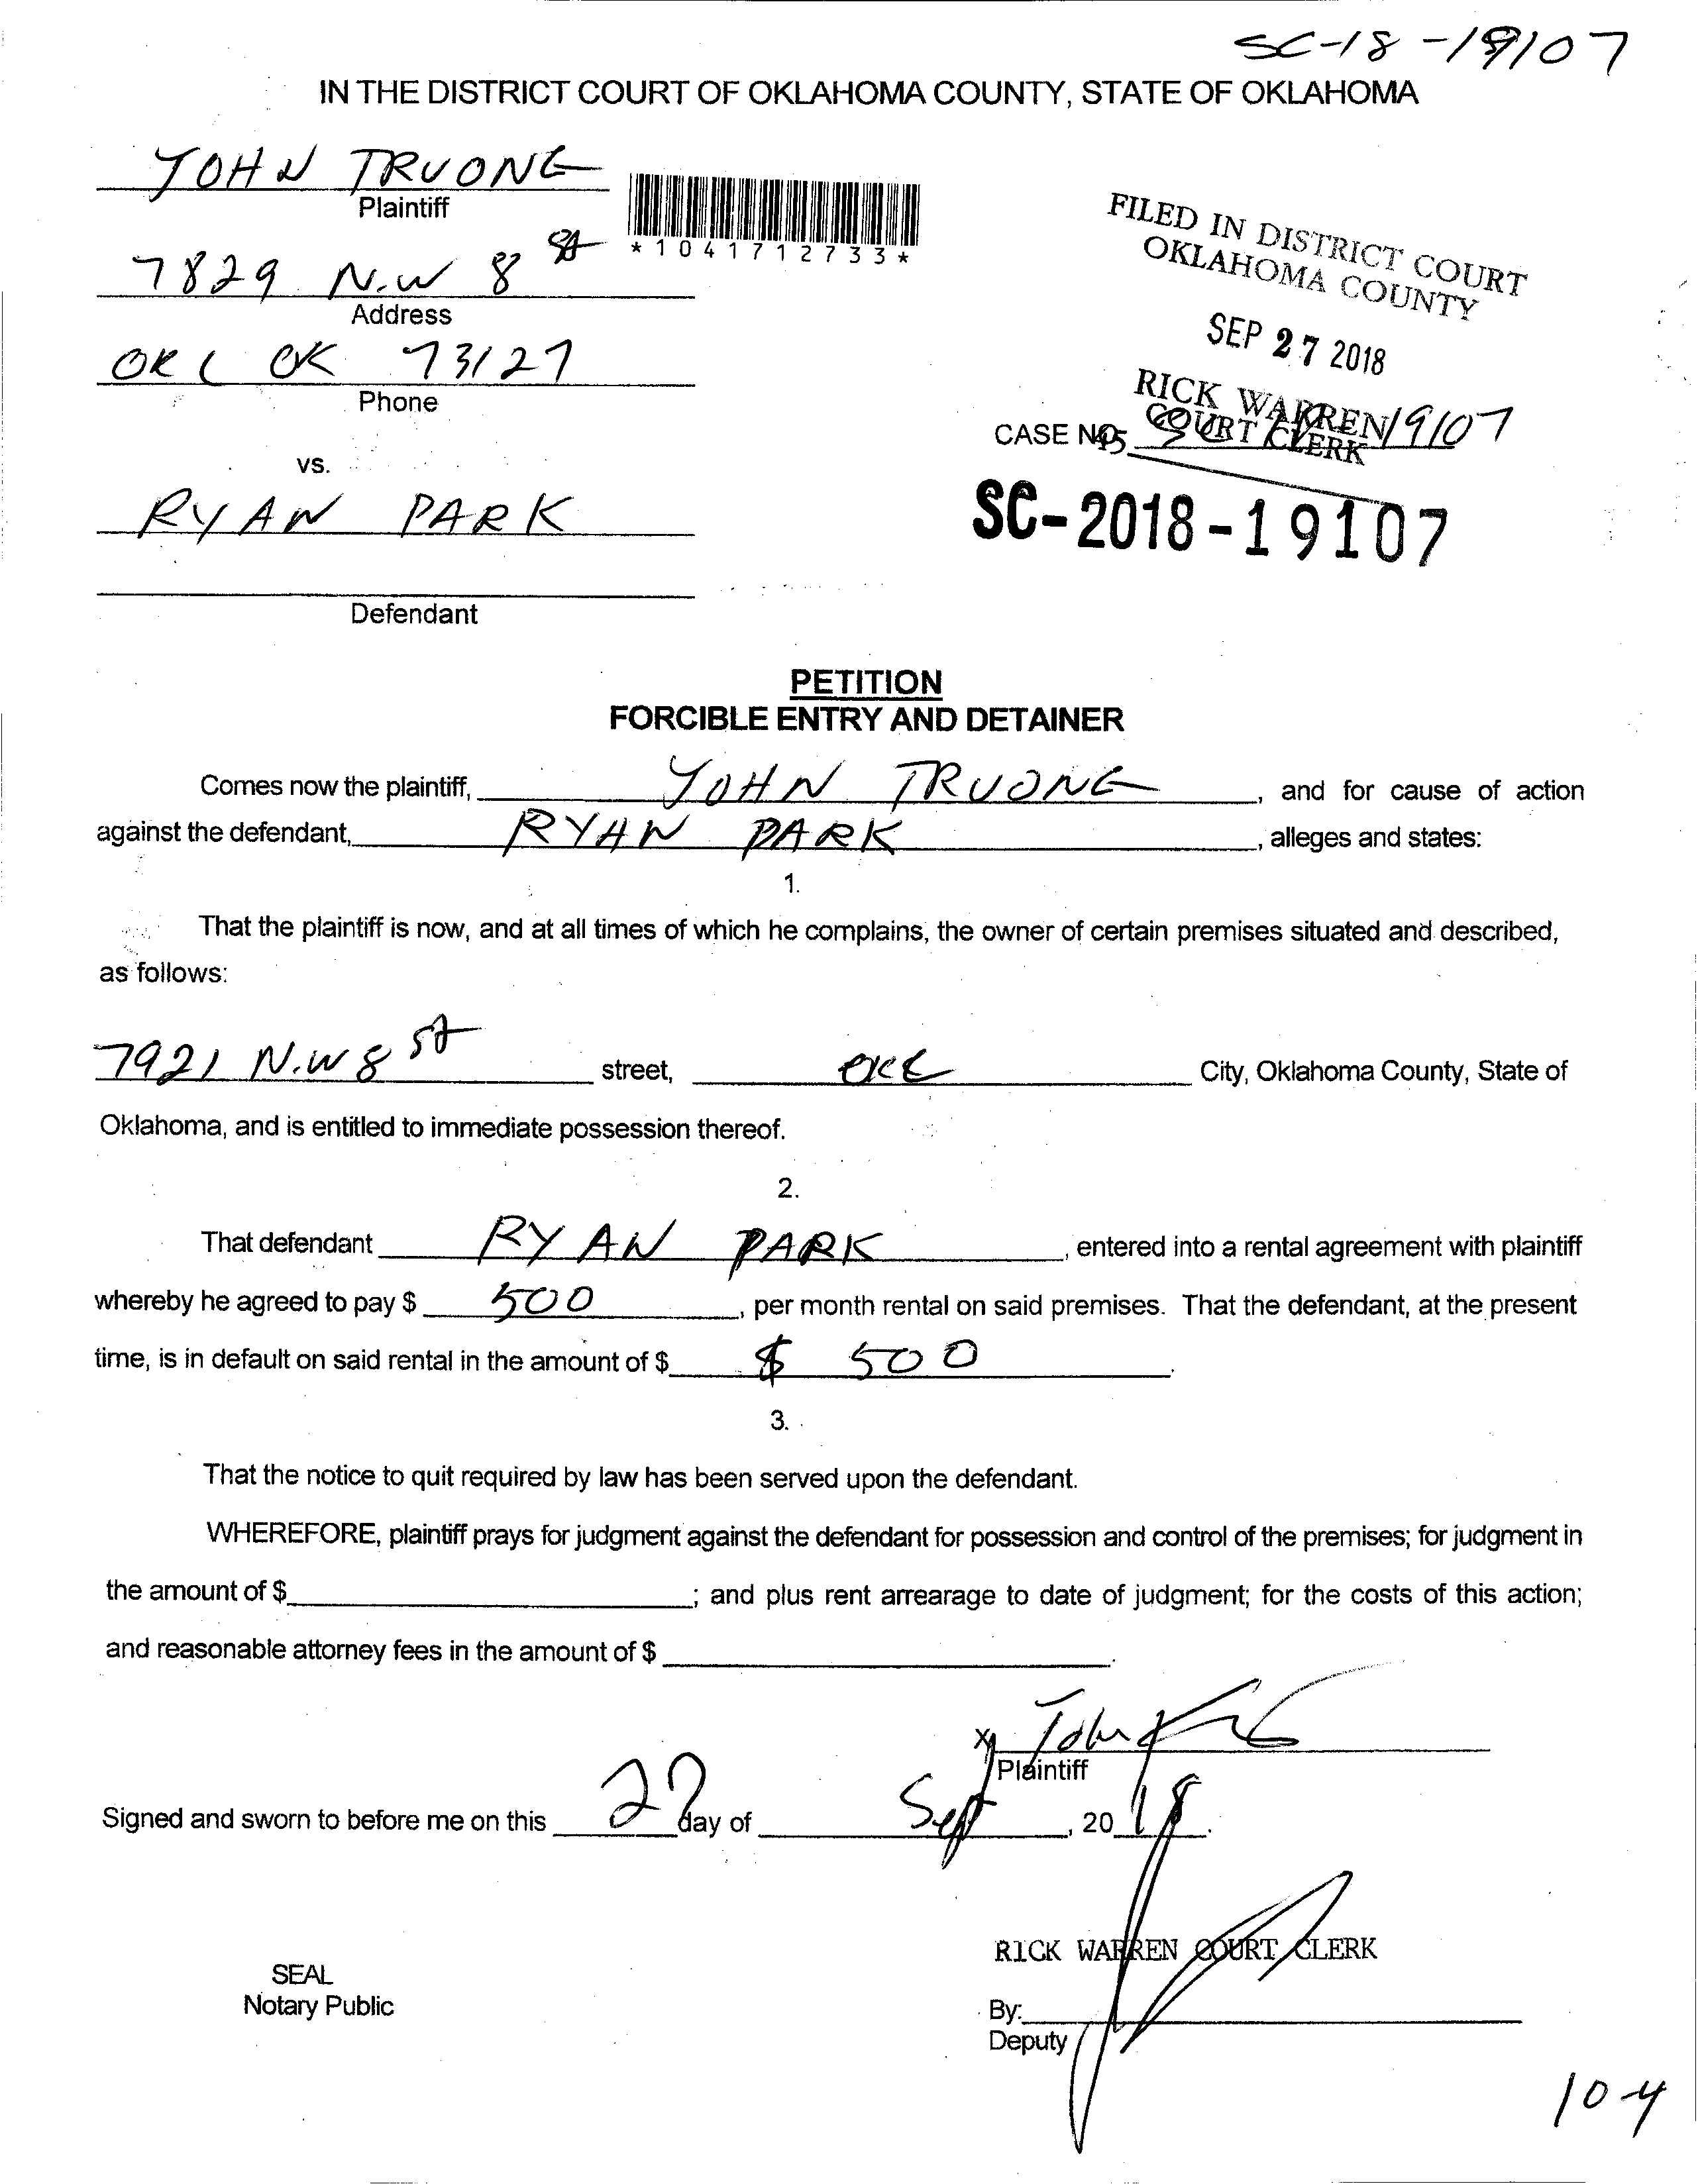 SC-18-19107
IN THE DISTRICT COURT OF OKLAHOMA COUNTY, STATE OF OKLAHOMA
JOHN TRUONG
Plaintiff
*1041712733*
7829 N.W 8 st
Address
FILED IN DISTRICT COURT
OKLAHOMA COUNTY
SEP 27 2018
RICK WARREN
COURT CLERK
OKC OK 73127
Phone
CASE NO. 19107
45
vs.
SC-2018-19107
RYAN PARK
Defendant
PETITION
FORCIBLE ENTRY AND DETAINER
Comes now the plaintiff, JOHN TRUONG, and for cause of action
against the defendant, RYAN PARK, alleges and states:
1.
That the plaintiff is now, and at all times of which he complains, the owner of certain premises situated and described,
as follows:
7921 N.W 8 st street, OKC City, Oklahoma County, State of
Oklahoma, and is entitled to immediate possession thereof.
2.
That defendant RYAN PARK, entered into a rental agreement with plaintiff
whereby he agreed to pay $ 500, per month rental on said premises. That the defendant, at the present
time, is in default on said rental in the amount of $ $ 500.
3.
That the notice to quit required by law has been served upon the defendant.
WHEREFORE, plaintiff prays for judgment against the defendant for possession and control of the premises; for judgment in
the amount of $ ; and plus rent arrearage to date of judgment; for the costs of this action;
and reasonable attorney fees in the amount of $ .
x John
Plaintiff
Signed and sworn to before me on this 27 day of Sept, 20 18.
RICK WARREN COURT CLERK
SEAL
Notary Public
By:
Deputy
10-4